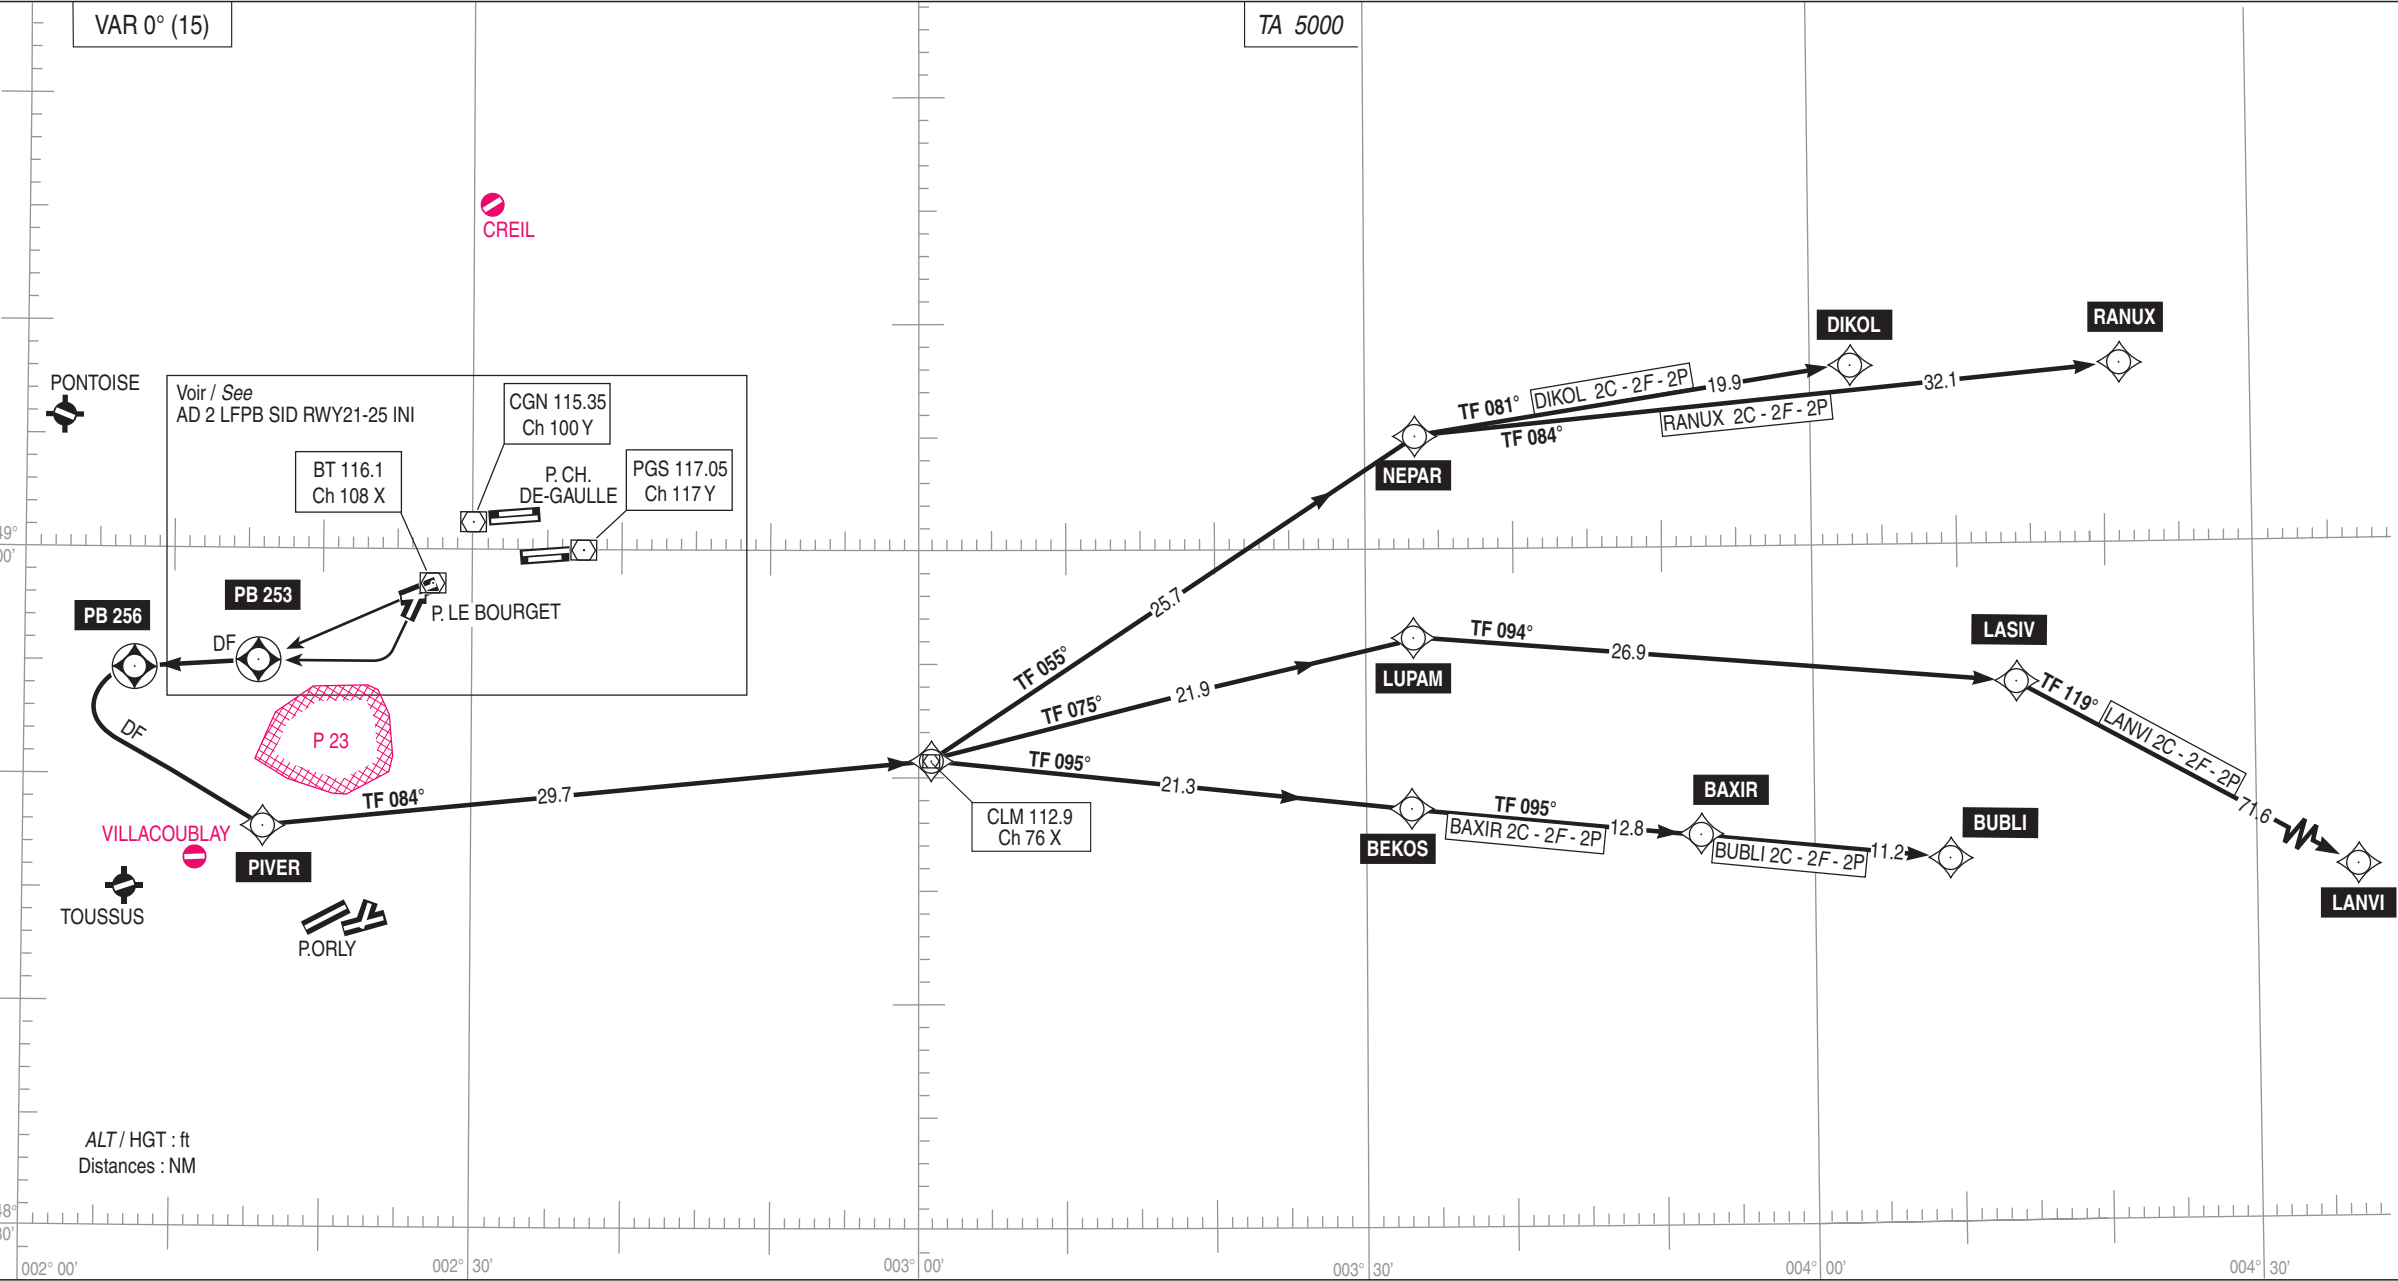 VAR 0° (15)
TA 5000
CREIL
DIKOL
RANUX
PONTOISE
Voir / See
AD 2 LFPB SID RWY21-25 INI
CGN 115.35
Ch 100 Y
TF 081°
DIKOL 2C - 2F - 2P
19.9
32.1
RANUX 2C - 2F - 2P
TF 084°
NEPAR
BT 116.1
Ch 108 X
P. CH.
DE-GAULLE
PGS 117.05
Ch 117 Y
49°
00'
PB 253
PB 256
P. LE BOURGET
DF
25.7
TF 055°
LUPAM
TF 094°
26.9
LASIV
TF 075°
21.9
TF 119°
LANVI 2C - 2F - 2P
71.6
DF
P 23
TF 084°
29.7
TF 095°
21.3
CLM 112.9
Ch 76 X
BEKOS
TF 095°
BAXIR 2C - 2F - 2P
12.8
BAXIR
BUBLI 2C - 2F - 2P
11.2
BUBLI
LANVI
VILLACOUBLAY
PIVER
TOUSSUS
P.ORLY
ALT / HGT : ft
Distances : NM
48°
30'
002° 00'
002° 30'
003° 00'
003° 30'
004° 00'
004° 30'